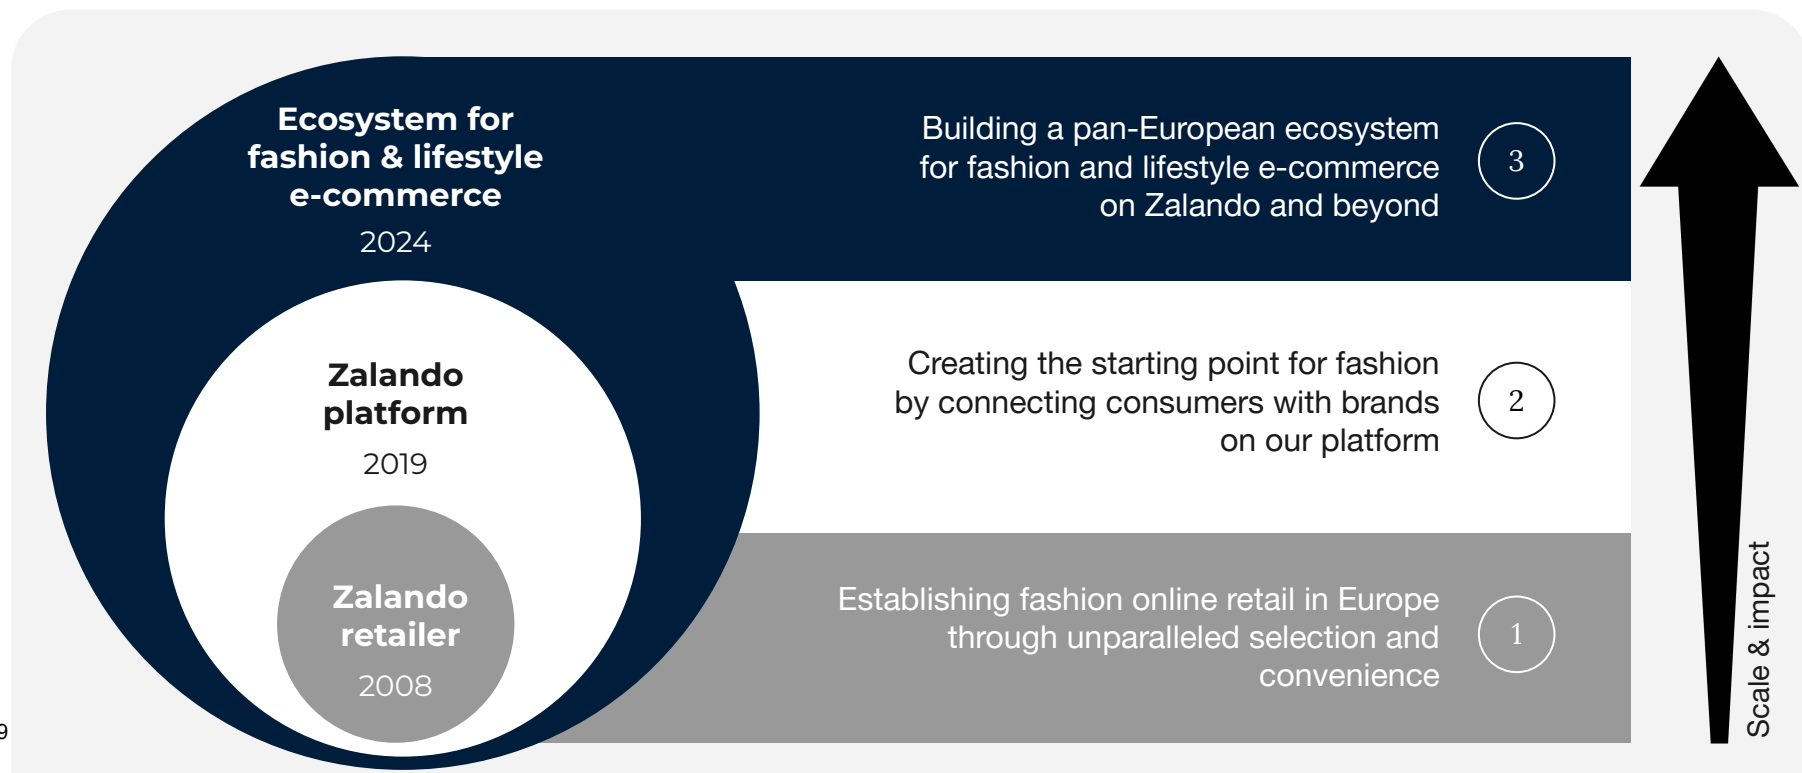 Ecosystem for
fashion & lifestyle
e-commerce
2024
Building a pan-European ecosystem
for fashion and lifestyle e-commerce
on Zalando and beyond
3
Zalando
platform
2019
Creating the starting point for fashion
by connecting consumers with brands
on our platform
2
Zalando
retailer
2008
Establishing fashion online retail in Europe
through unparalleled selection and
convenience
1
Scale & impact
9